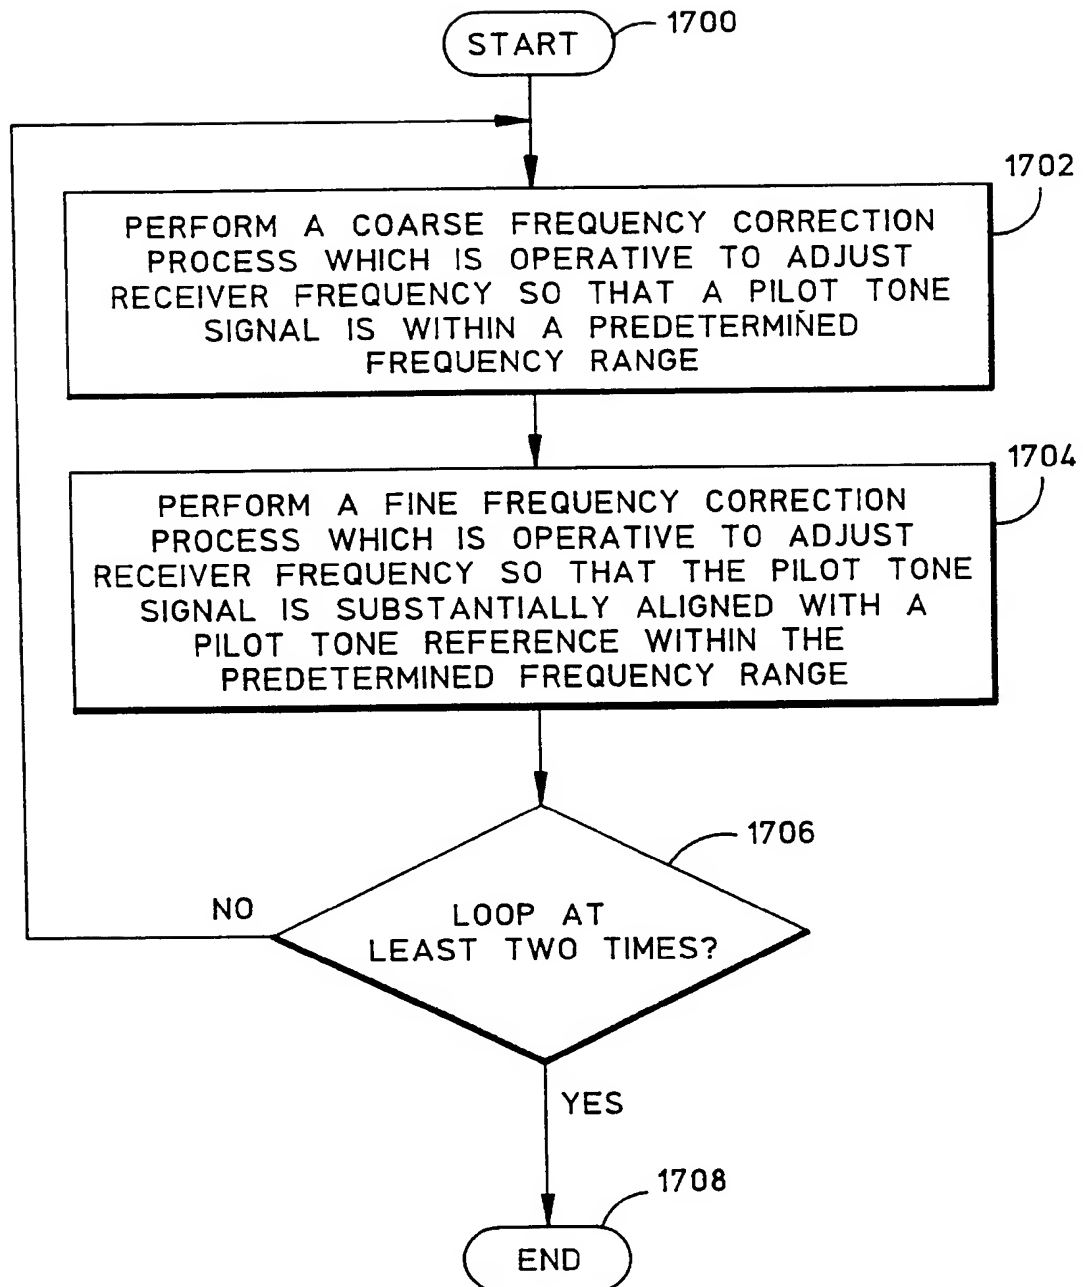 START
1700
1702
PERFORM A COARSE FREQUENCY CORRECTION
PROCESS WHICH IS OPERATIVE TO ADJUST
RECEIVER FREQUENCY SO THAT A PILOT TONE
SIGNAL IS WITHIN A PREDETERMINED
FREQUENCY RANGE
1704
PERFORM A FINE FREQUENCY CORRECTION
PROCESS WHICH IS OPERATIVE TO ADJUST
RECEIVER FREQUENCY SO THAT THE PILOT TONE
SIGNAL IS SUBSTANTIALLY ALIGNED WITH A
PILOT TONE REFERENCE WITHIN THE
PREDETERMINED FREQUENCY RANGE
1706
NO
LOOP AT
LEAST TWO TIMES?
YES
1708
END